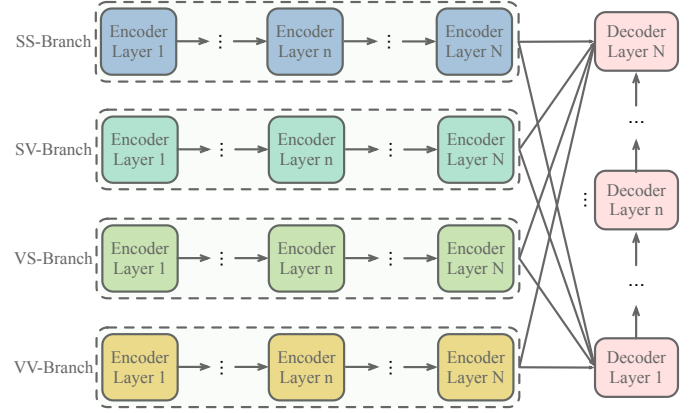 SS-Branch
Encoder
Layer 1
⋮
Encoder
Layer n
⋮
Encoder
Layer N
Decoder
Layer N
...
SV-Branch
Encoder
Layer 1
⋮
Encoder
Layer n
⋮
Encoder
Layer N
⋮
Decoder
Layer n
VS-Branch
Encoder
Layer 1
⋮
Encoder
Layer n
⋮
Encoder
Layer N
...
VV-Branch
Encoder
Layer 1
⋮
Encoder
Layer n
⋮
Encoder
Layer N
Decoder
Layer 1